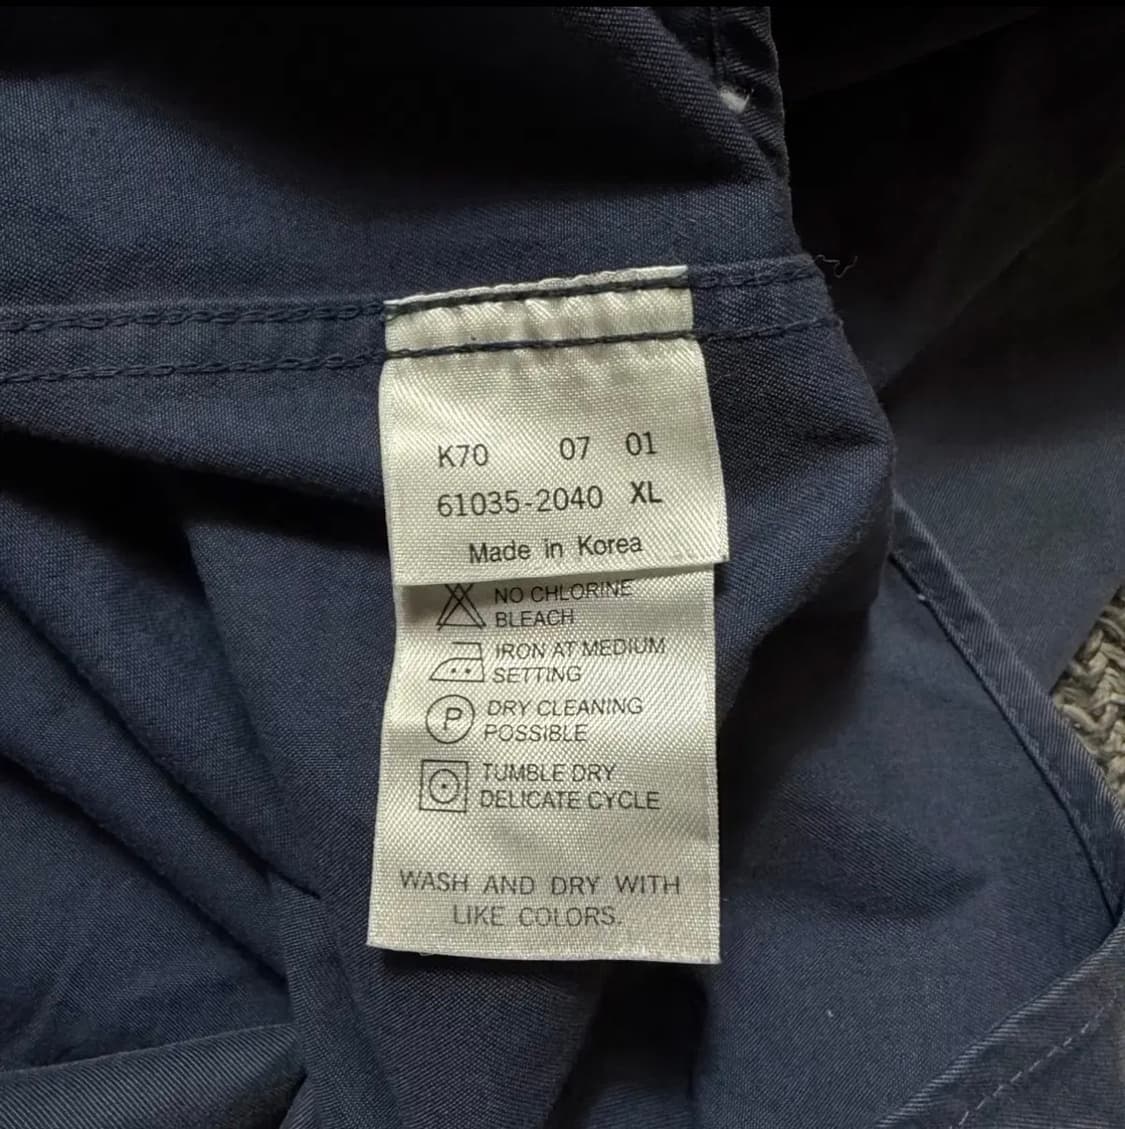 K70 07 01
61035-2040 XL
Made in Korea
NO CHLORINE
BLEACH
IRON AT MEDIUM
SETTING
P
DRY CLEANING
POSSIBLE
TUMBLE DRY
DELICATE CYCLE
WASH AND DRY WITH
LIKE COLORS.